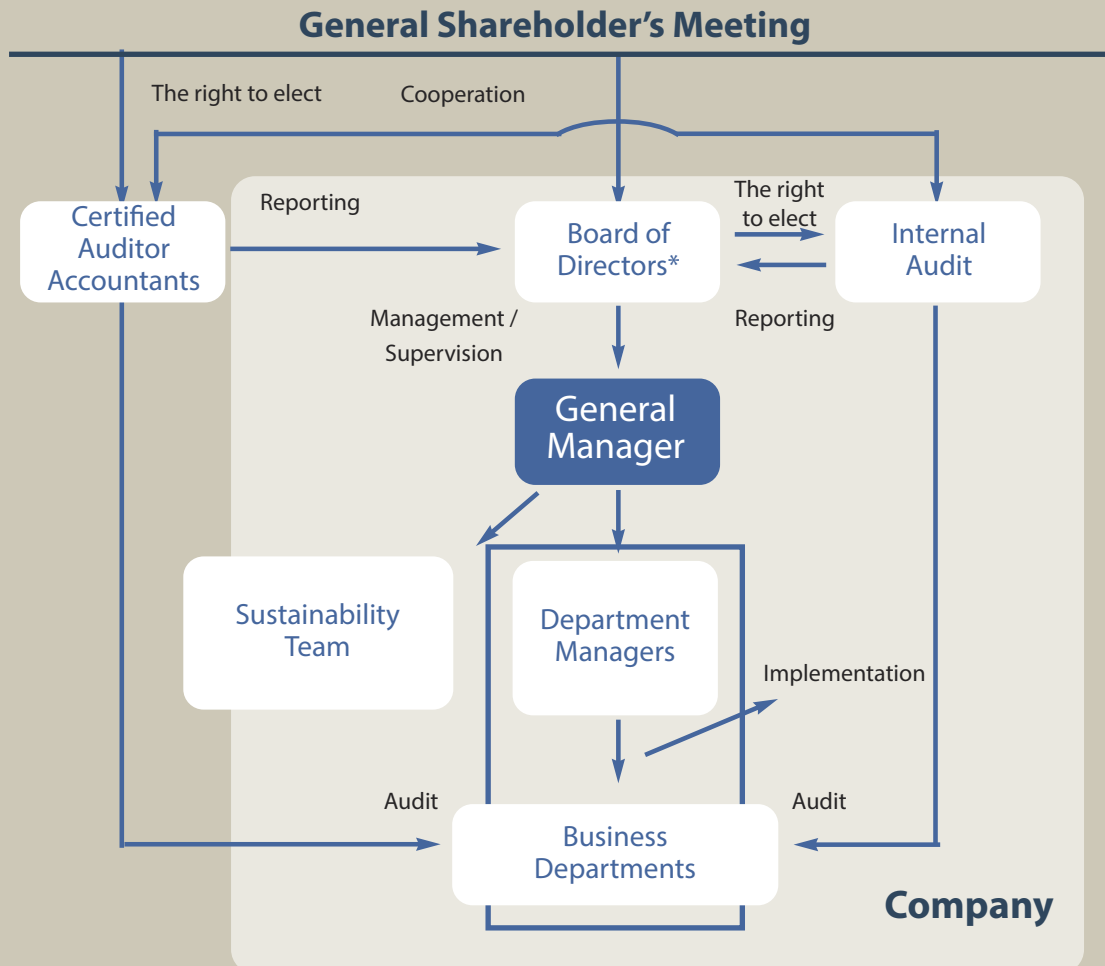 General Shareholder's Meeting
The right to elect
Cooperation
Reporting
The right
to elect
Certified
Auditor
Accountants
Board of
Directors*
Internal
Audit
Management /
Supervision
Reporting
General
Manager
Sustainability
Team
Department
Managers
Implementation
Audit
Audit
Business
Departments
Company